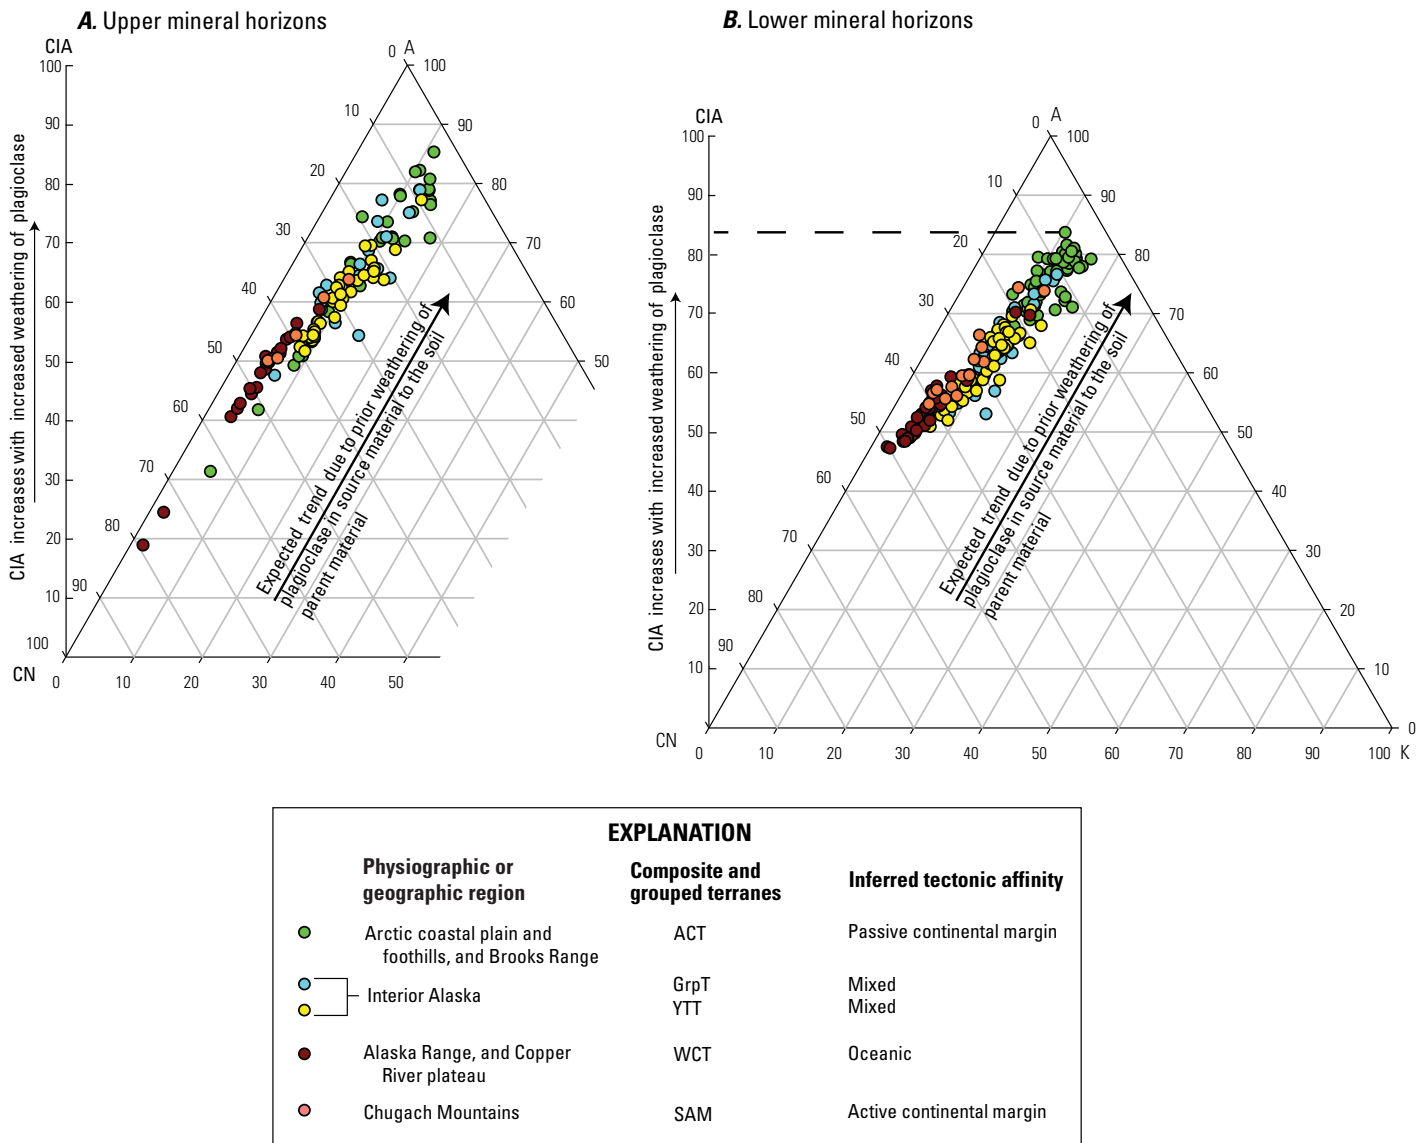 A. Upper mineral horizons
CIA
0 A
100
100
90
80
70
60
50
40
30
20
10
10
20
30
40
50
60
70
80
90
100
90
80
70
60
50
CN
0 10 20 30 40 50
CIA increases with increased weathering of plagioclase
Expected trend due to prior weathering of
plagioclase in source material to the soil
parent material
B. Lower mineral horizons
CIA
0 A
100
100
90
80
70
60
50
40
30
20
10
10
20
30
40
50
60
70
80
90
90
80
70
60
50
40
30
20
10
0
CN
0 10 20 30 40 50 60 70 80 90 100 K
CIA increases with increased weathering of plagioclase
Expected trend due to prior weathering of
plagioclase in source material to the soil
parent material
EXPLANATION
Physiographic or
geographic region
Composite and
grouped terranes
Inferred tectonic affinity
Arctic coastal plain and
foothills, and Brooks Range
ACT
Passive continental margin
Interior Alaska
GrpT
Mixed
YTT
Mixed
Alaska Range, and Copper
River plateau
WCT
Oceanic
Chugach Mountains
SAM
Active continental margin